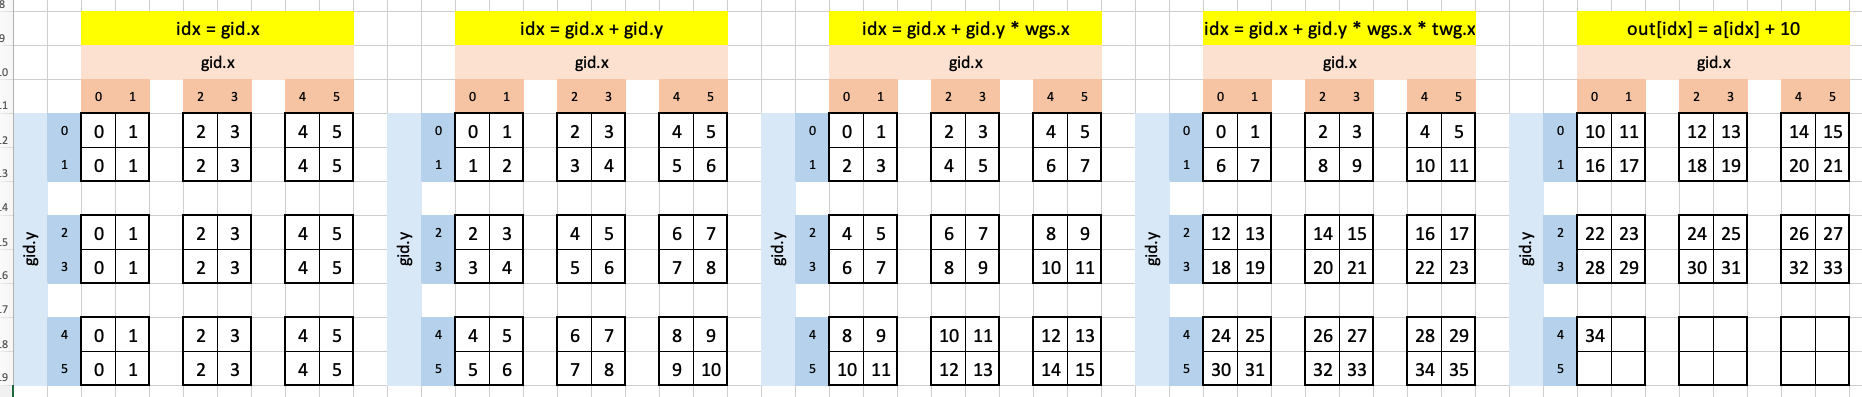 8
9 idx = gid.x idx = gid.x + gid.y idx = gid.x + gid.y * wgs.x idx = gid.x + gid.y * wgs.x * twg.x out[idx] = a[idx] + 10
.0 gid.x gid.x gid.x gid.x gid.x
.1 0 1 2 3 4 5 0 1 2 3 4 5 0 1 2 3 4 5 0 1 2 3 4 5 0 1 2 3 4 5
.2 0 0 1 2 3 4 5 0 0 1 2 3 4 5 0 0 1 2 3 4 5 0 0 1 2 3 4 5 0 10 11 12 13 14 15
.3 1 0 1 2 3 4 5 1 1 2 3 4 5 6 1 2 3 4 5 6 7 1 6 7 8 9 10 11 1 16 17 18 19 20 21
.4
.5 gid.y 2 0 1 2 3 4 5 gid.y 2 2 3 4 5 6 7 gid.y 2 4 5 6 7 8 9 gid.y 2 12 13 14 15 16 17 gid.y 2 22 23 24 25 26 27
.6 3 0 1 2 3 4 5 3 3 4 5 6 7 8 3 6 7 8 9 10 11 3 18 19 20 21 22 23 3 28 29 30 31 32 33
.7
.8 4 0 1 2 3 4 5 4 4 5 6 7 8 9 4 8 9 10 11 12 13 4 24 25 26 27 28 29 4 34
.9 5 0 1 2 3 4 5 5 5 6 7 8 9 10 5 10 11 12 13 14 15 5 30 31 32 33 34 35 5